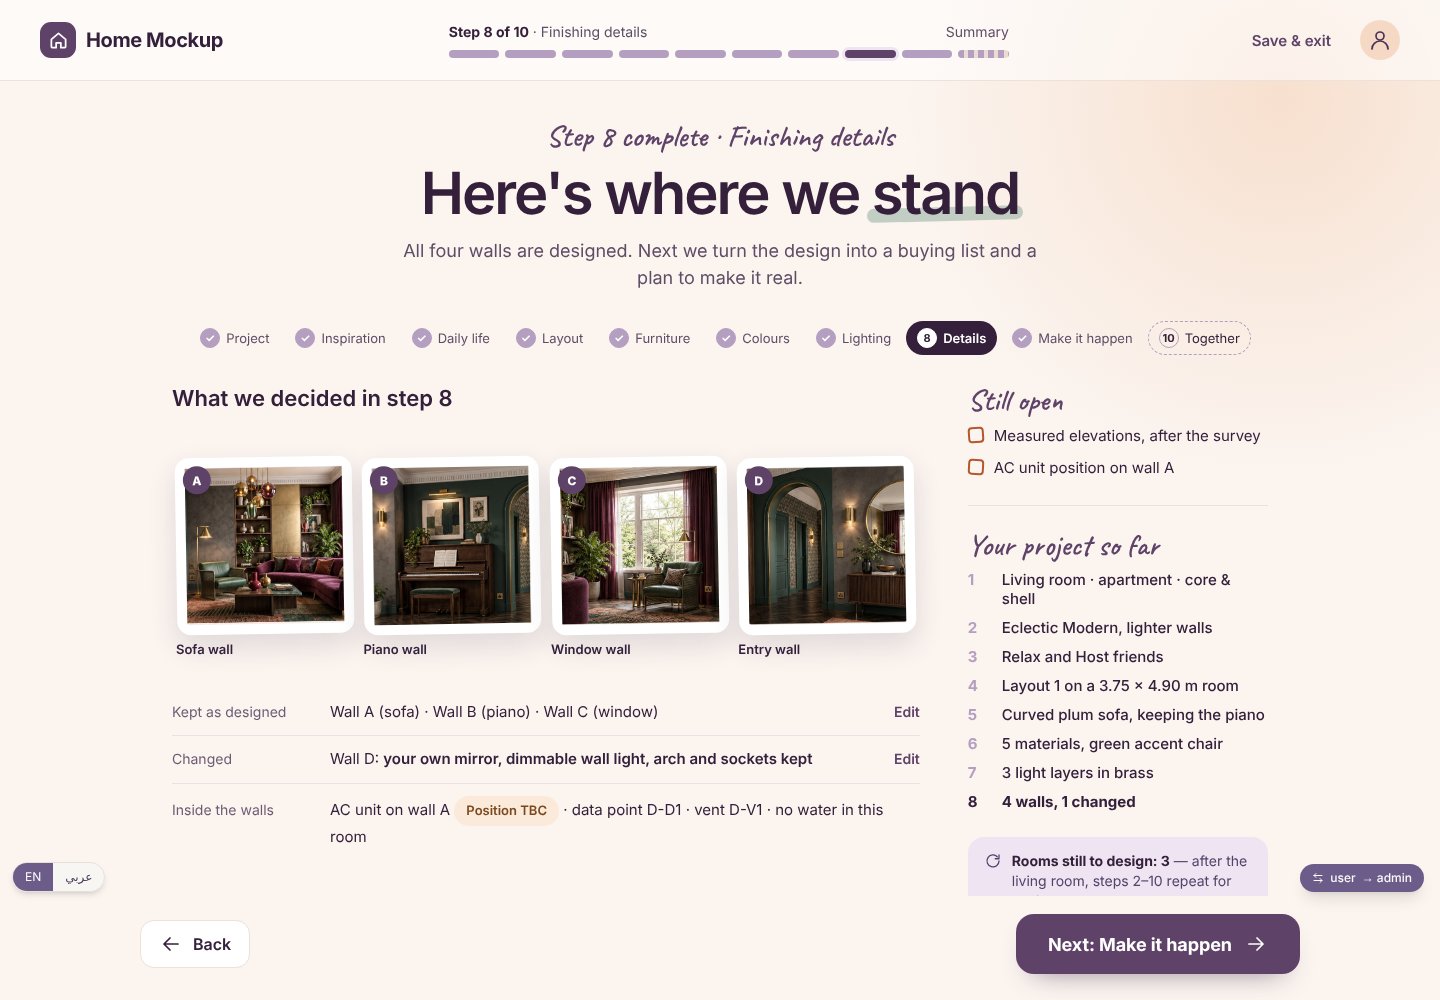 Home Mockup
Step 8 of 10 · Finishing details
Summary
Save & exit
Step 8 complete · Finishing details
Here's where we stand
All four walls are designed. Next we turn the design into a buying list and a
plan to make it real.
Project
Inspiration
Daily life
Layout
Furniture
Colours
Lighting
8 Details
Make it happen
10 Together
What we decided in step 8
A
B
C
D
Sofa wall
Piano wall
Window wall
Entry wall
Kept as designed
Wall A (sofa) · Wall B (piano) · Wall C (window)
Edit
Changed
Wall D: your own mirror, dimmable wall light, arch and sockets kept
Edit
Inside the walls
AC unit on wall A Position TBC · data point D-D1 · vent D-V1 · no water in this
room
Still open
Measured elevations, after the survey
AC unit position on wall A
Your project so far
1 Living room · apartment · core &
shell
2 Eclectic Modern, lighter walls
3 Relax and Host friends
4 Layout 1 on a 3.75 × 4.90 m room
5 Curved plum sofa, keeping the piano
6 5 materials, green accent chair
7 3 light layers in brass
8 4 walls, 1 changed
Rooms still to design: 3 — after the
living room, steps 2–10 repeat for
EN عربي
⇆ user → admin
← Back
Next: Make it happen →